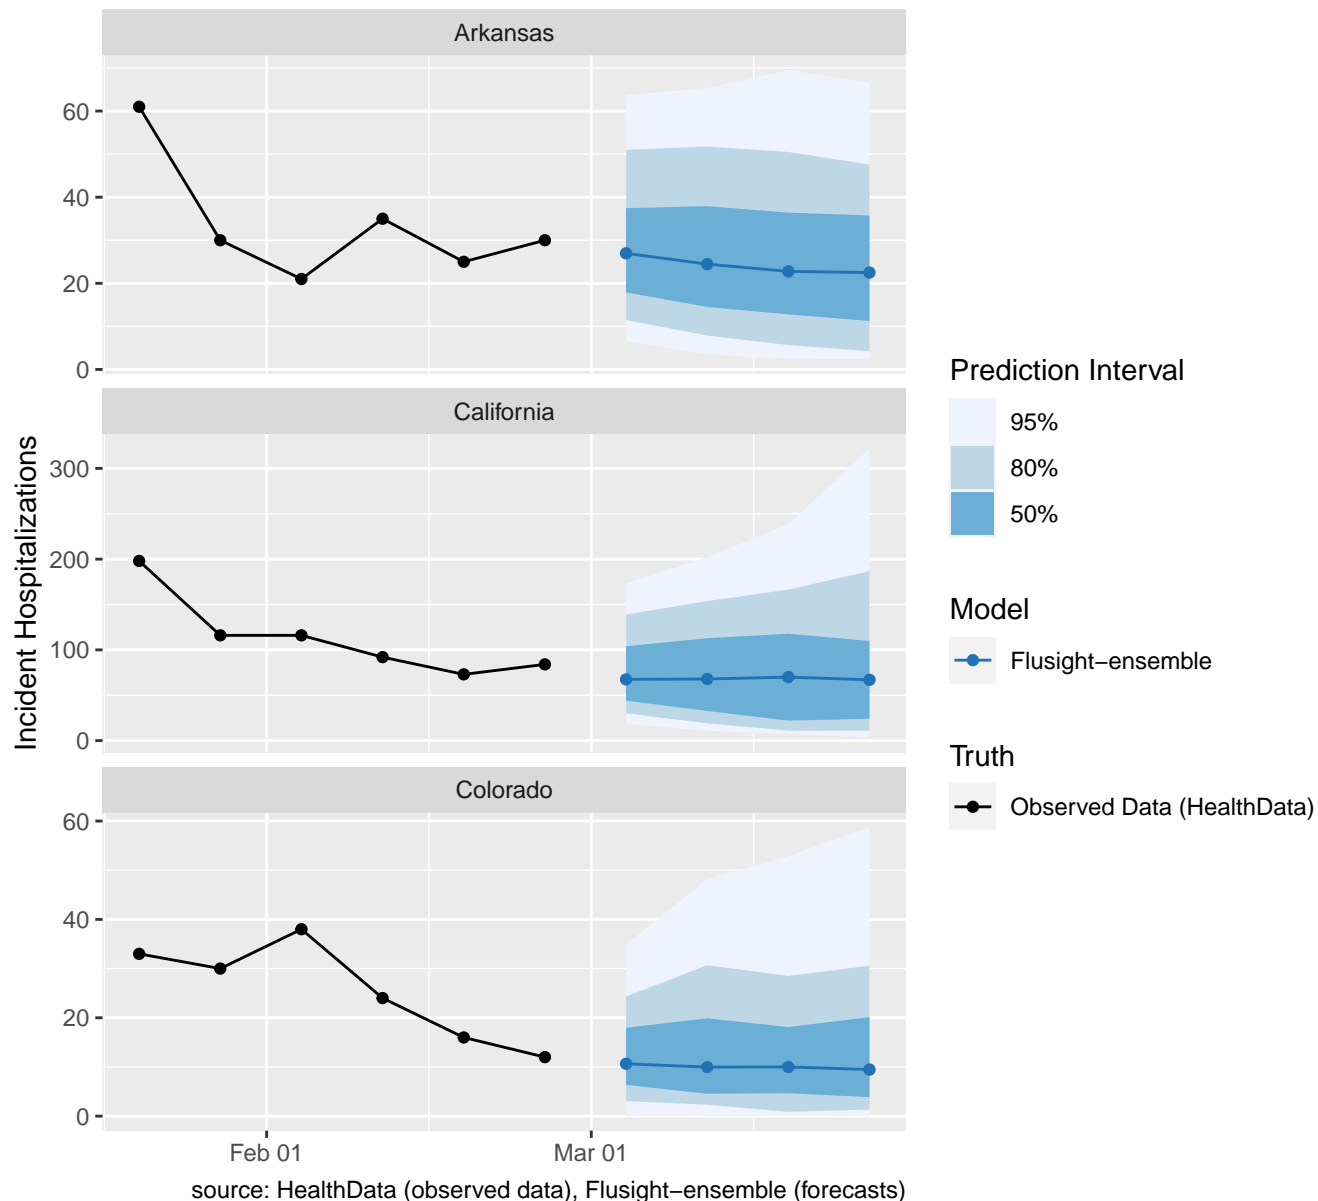 Arkansas
60
40
20
0
California
300
200
100
0
Colorado
60
40
20
0
Feb 01
Mar 01
Incident Hospitalizations
source: HealthData (observed data), Flusight−ensemble (forecasts)
Prediction Interval
95%
80%
50%
Model
Flusight−ensemble
Truth
Observed Data (HealthData)